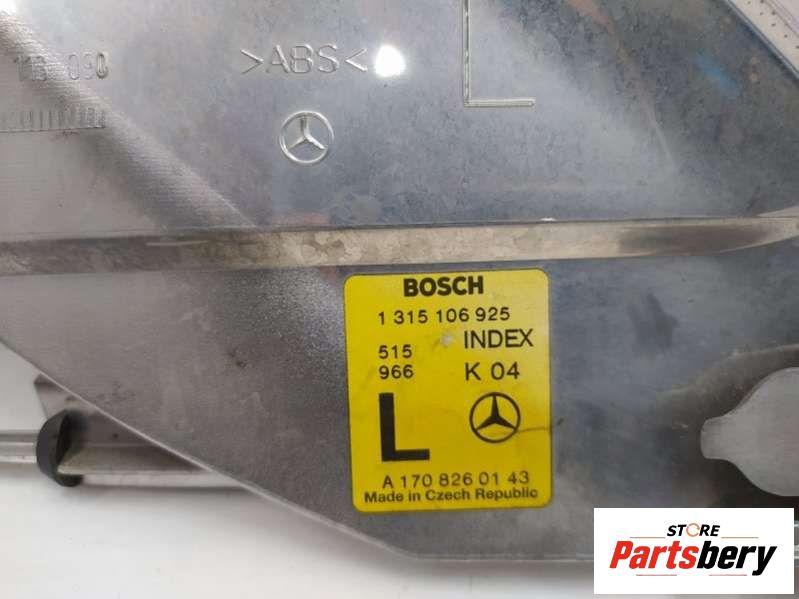 >ABS<
L
BOSCH
1 315 106 925
515 INDEX
966 K 04
L
A 170 826 01 43
Made in Czech Republic
STORE
Partsbery